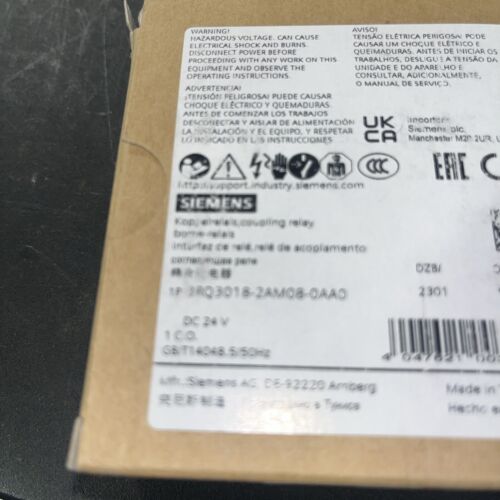 WARNING!
HAZARDOUS VOLTAGE. CAN CAUSE
ELECTRICAL SHOCK AND BURNS.
DISCONNECT POWER BEFORE
PROCEEDING WITH ANY WORK ON THIS
EQUIPMENT AND OBSERVE THE
OPERATING INSTRUCTIONS.
ADVERTENCIA!
¡TENSIÓN PELIGROSA! PUEDE CAUSAR
CHOQUE ELÉCTRICO Y QUEMADURAS.
ANTES DE COMENZAR LOS TRABAJOS
DESCONECTAR Y AISLAR DE ALIMENTACIÓN
LA INSTALACIÓN Y EL EQUIPO, Y RESPETAR
LO INDICADO EN LAS INSTRUCCIONES
AVISO!
TENSÃO ELÉTRICA PERIGOSA! PODE
CAUSAR UM CHOQUE ELÉTRICO E
QUEIMADURAS. ANTES DE INICIAR OS
TRABALHOS, DESLIGUE A TENSÃO DA
UNIDADE E DO APARELHO E
CONSULTAR, ADICIONALMENTE,
O MANUAL DE SERVIÇO.
UK
CA
Importer:
Siemens plc.
Manchester M20 2UR,
CCC
EAC
http://support.industry.siemens.com
SIEMENS
Koppelrelais,coupling relay
borne-relais
Interfaz de relé,relé de acoplamento
1P 3RQ3018-2AM08-0AA0
2301
DC 24 V
1 C.O.
GB/T14048.5/50Hz
Mfr.:Siemens AG, DE-92220 Amberg
Made in
Hecho e